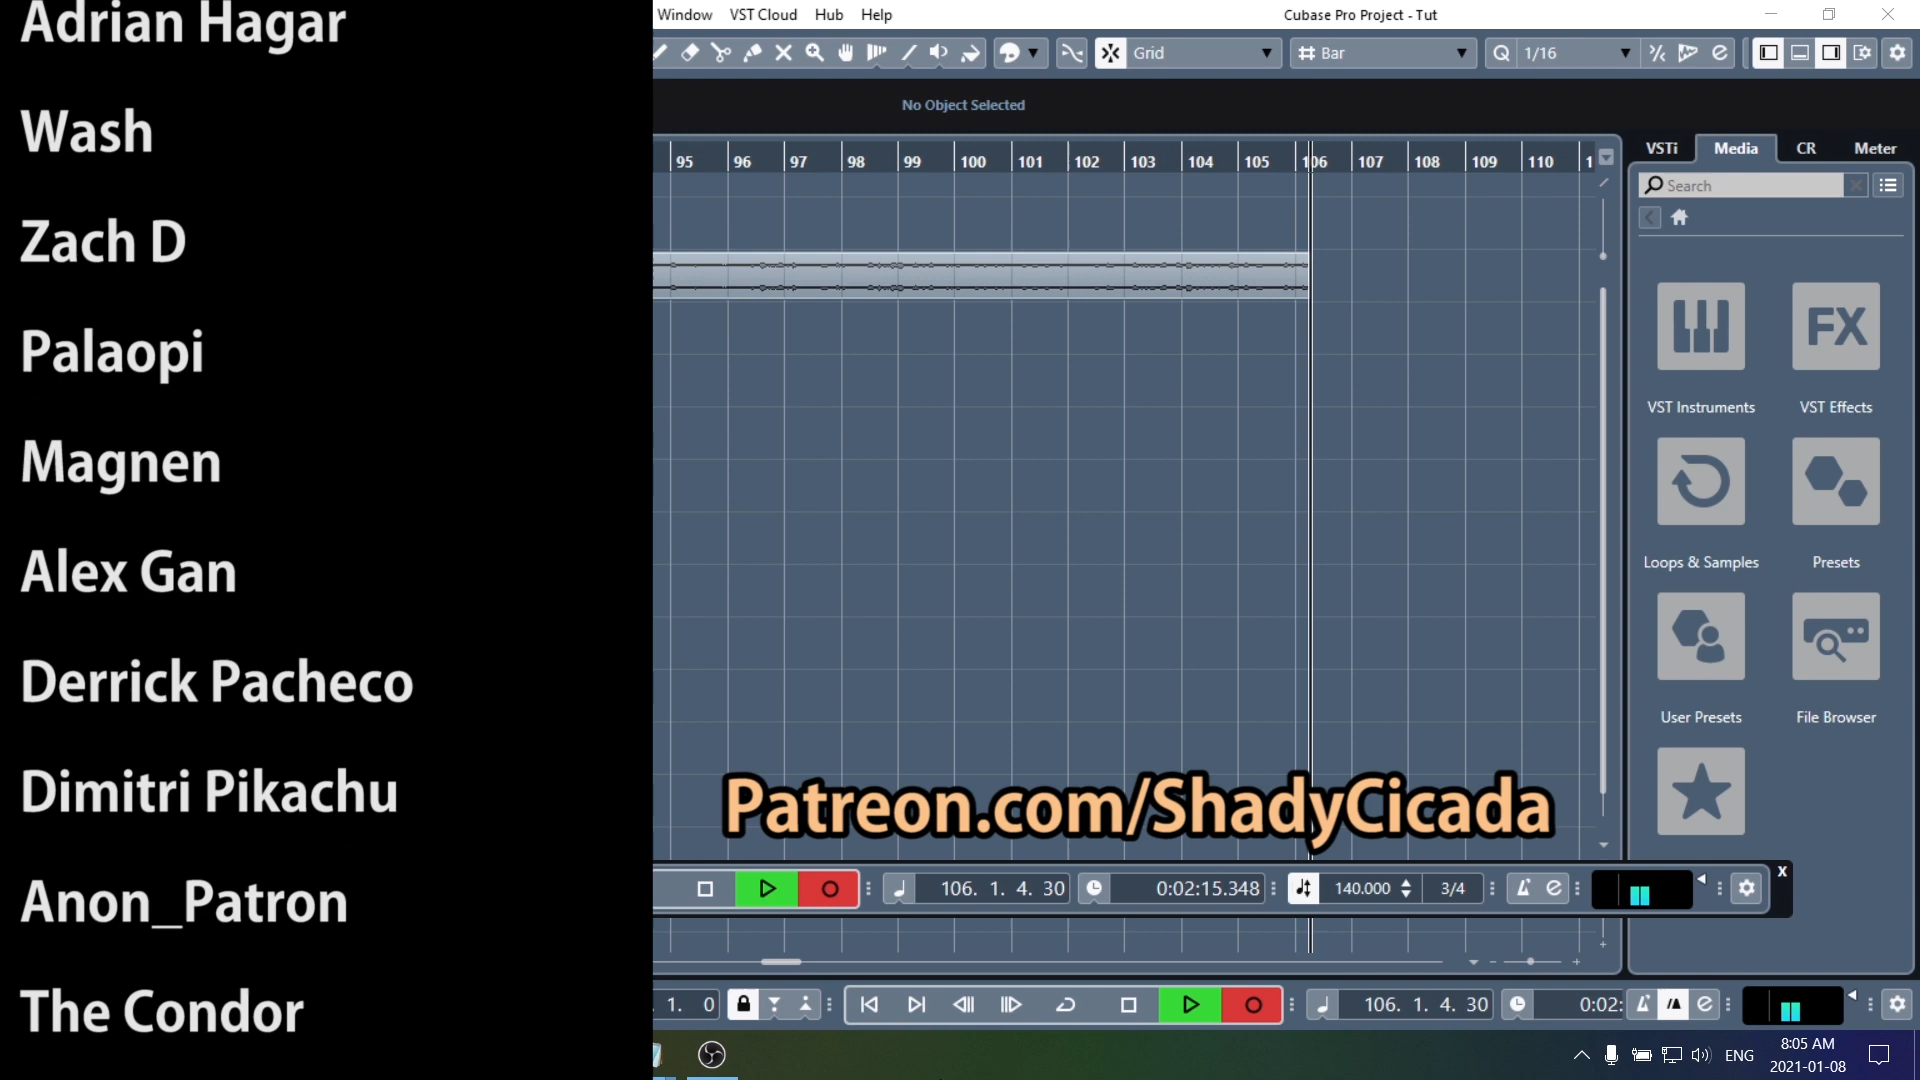 Adrian Hagar
Wash
Zach D
Palaopi
Magnen
Alex Gan
Derrick Pacheco
Dimitri Pikachu
Anon_Patron
The Condor
Window VST Cloud Hub Help
Cubase Pro Project - Tut
Grid
Bar
Q 1/16
No Object Selected
95 96 97 98 99 100 101 102 103 104 105 106 107 108 109 110 1
VSTi Media CR Meter
Search
FX
VST Instruments VST Effects
Loops & Samples Presets
User Presets File Browser
Patreon.com/ShadyCicada
106. 1. 4. 30 0:02:15.348 140.000 3/4
X
. 1. 0
106. 1. 4. 30 0:02:
ENG
8:05 AM
2021-01-08